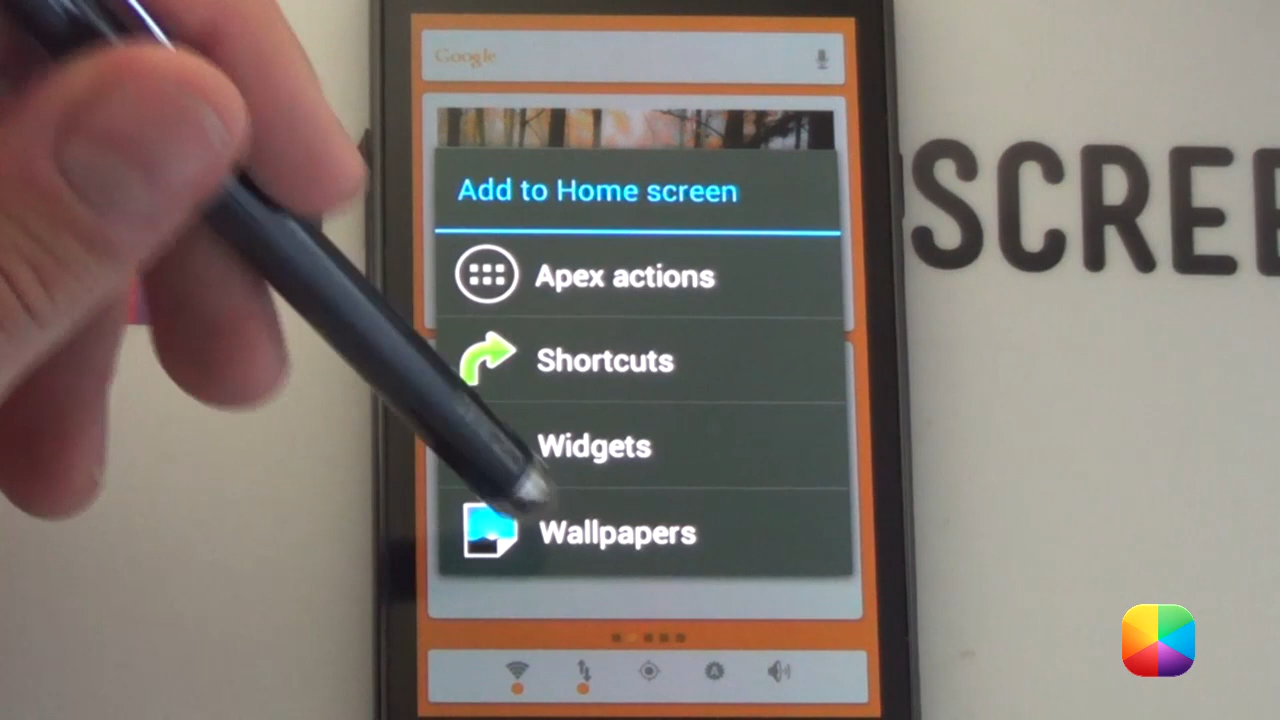 Google
SCREE
Add to Home screen
Apex actions
Shortcuts
Widgets
Wallpapers